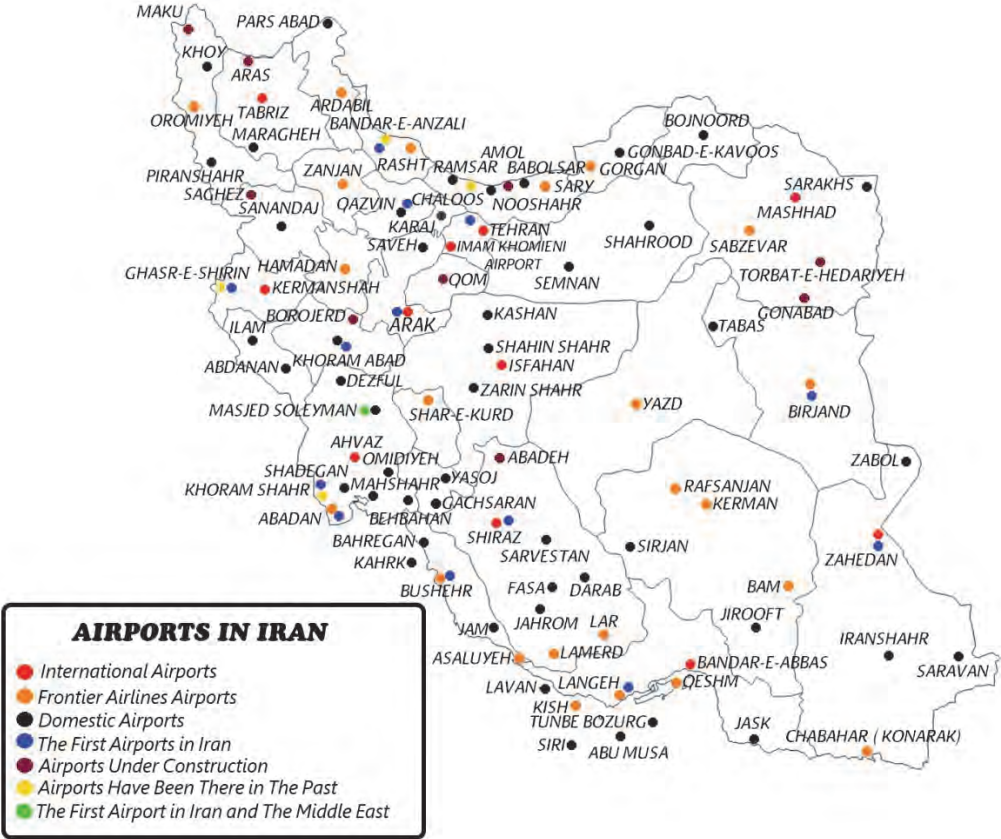 MAKU
PARS ABAD
KHOY
ARAS
TABRIZ
ARDABIL
OROMIYEH
MARAGHEH
BANDAR-E-ANZALI
BOJNOORD
PIRANSHAHR
ZANJAN
RASHT
RAMSAR
AMOL
BABOLSAR
GORGAN
GONBAD-E-KAVOOS
SAGHEZ
SANANDAJ
QAZVIN
CHALOOS
NOOSHAHR
SARY
SARAKHS
MASHHAD
KARAJ
TEHRAN
SAVEH
IMAM KHOMIENI
AIRPORT
SHAHROOD
SABZEVAR
GHASR-E-SHIRIN
HAMADAN
KERMANSHAH
QOM
SEMNAN
TORBAT-E-HEDARIYEH
GONABAD
BOROJERD
ARAK
KASHAN
TABAS
ILAM
KHORAM ABAD
SHAHIN SHAHR
ABDANAN
ISFAHAN
DEZFUL
ZARIN SHAHR
MASJED SOLEYMAN
SHAR-E-KURD
YAZD
BIRJAND
AHVAZ
OMIDIYEH
ABADEH
ZABOL
SHADEGAN
MAHSHAHR
YASOJ
KHORAM SHAHR
RAFSANJAN
ABADAN
BEHBAHAN
GACHSARAN
KERMAN
SHIRAZ
BAHREGAN
SARVESTAN
SIRJAN
ZAHEDAN
KAHRK
BUSHEHR
FASA
DARAB
BAM
JAHROM
JIROOFT
JAM
LAR
IRANSHAHR
ASALUYEH
LAMERD
BANDAR-E-ABBAS
SARAVAN
LAVAN
LANGEH
QESHM
KISH
TUNBE BOZURG
JASK
CHABAHAR ( KONARAK)
SIRI
ABU MUSA
AIRPORTS IN IRAN
International Airports
Frontier Airlines Airports
Domestic Airports
The First Airports in Iran
Airports Under Construction
Airports Have Been There in The Past
The First Airport in Iran and The Middle East